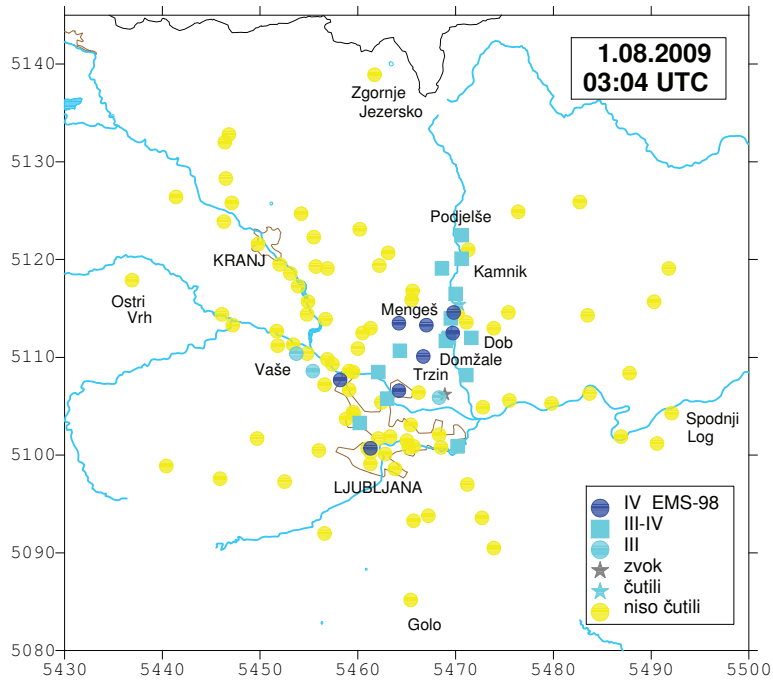 1.08.2009
03:04 UTC
5140
5130
5120
5110
5100
5090
5080
Zgornje
Jezersko
Podjelše
KRANJ
Kamnik
Ostri
Vrh
Mengeš
Dob
Domžale
Vaše
Trzin
Spodnji
Log
LJUBLJANA
Golo
IV EMS-98
III-IV
III
zvok
čutili
niso čutili
5430 5440 5450 5460 5470 5480 5490 5500